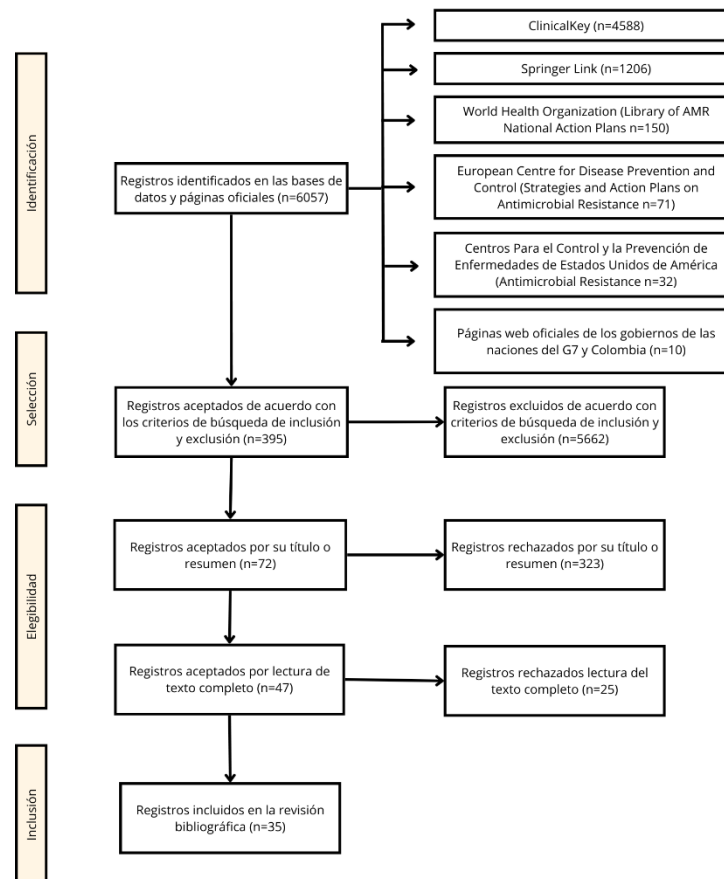 ClinicalKey (n=4588)
Springer Link (n=1206)
World Health Organization (Library of AMR
National Action Plans n=150)
Identificación
Registros identificados en las bases de
datos y páginas oficiales (n=6057)
European Centre for Disease Prevention and
Control (Strategies and Action Plans on
Antimicrobial Resistance n=71)
Centros Para el Control y la Prevención de
Enfermedades de Estados Unidos de América
(Antimicrobial Resistance n=32)
Páginas web oficiales de los gobiernos de las
naciones del G7 y Colombia (n=10)
Selección
Registros aceptados de acuerdo con
los criterios de búsqueda de inclusión
y exclusión (n=395)
Registros excluidos de acuerdo con
criterios de búsqueda de inclusión y
exclusión (n=5662)
Elegibilidad
Registros aceptados por su título o
resumen (n=72)
Registros rechazados por su título o
resumen (n=323)
Registros aceptados por lectura de
texto completo (n=47)
Registros rechazados lectura del
texto completo (n=25)
Inclusión
Registros incluidos en la revisión
bibliográfica (n=35)